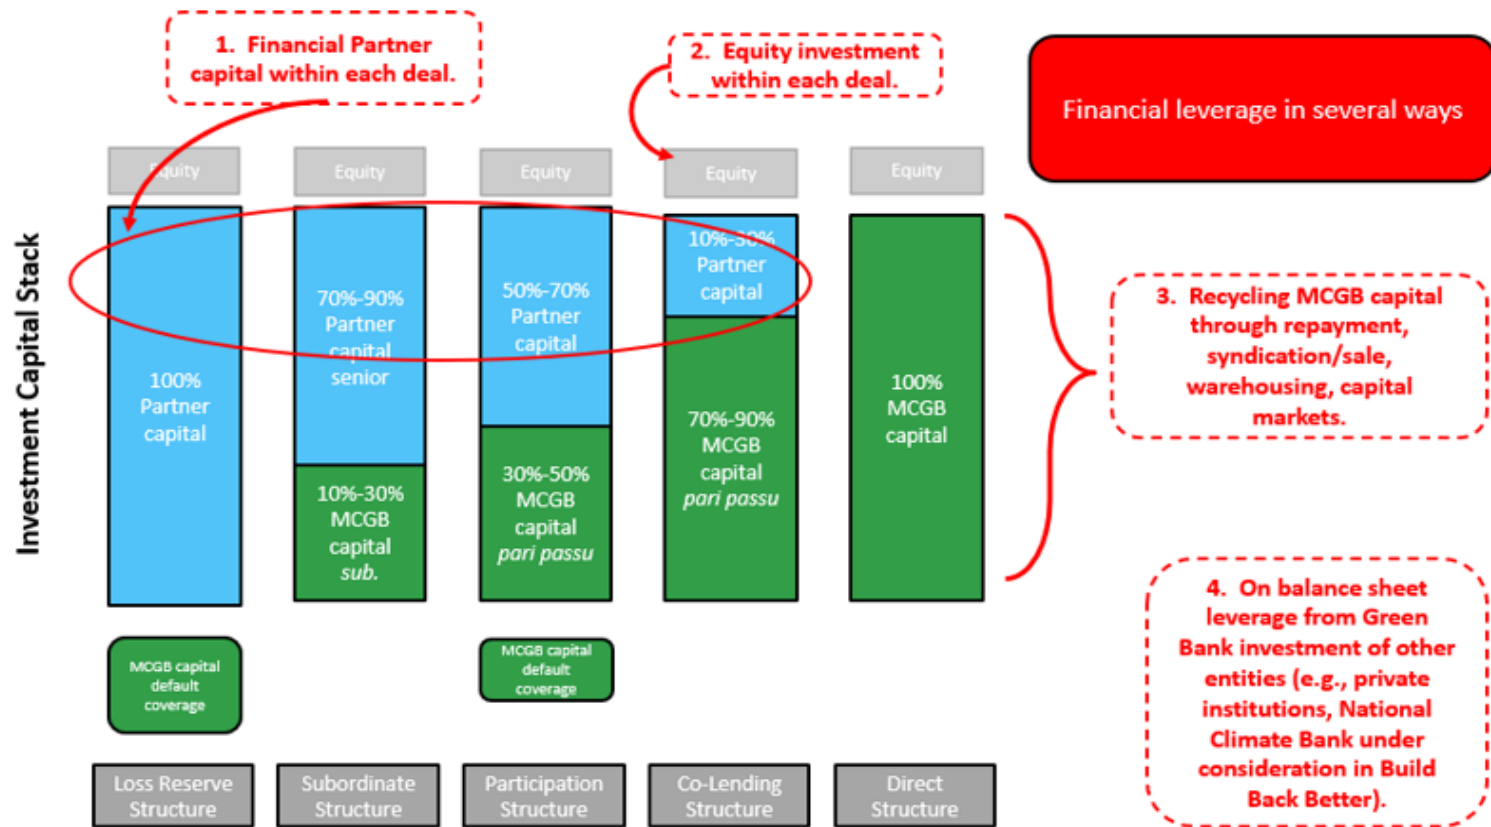 1. Financial Partner
capital within each deal.
2. Equity investment
within each deal.
Financial leverage in several ways
Investment Capital Stack
Equity
100%
Partner
capital
MCGB capital
default
coverage
Loss Reserve
Structure
Equity
70%-90%
Partner
capital
senior
10%-30%
MCGB
capital
sub.
Subordinate
Structure
Equity
50%-70%
Partner
capital
30%-50%
MCGB
capital
pari passu
MCGB capital
default
coverage
Participation
Structure
Equity
10%-30%
Partner
capital
70%-90%
MCGB
capital
pari passu
Co-Lending
Structure
Equity
100%
MCGB
capital
Direct
Structure
3. Recycling MCGB capital
through repayment,
syndication/sale,
warehousing, capital
markets.
4. On balance sheet
leverage from Green
Bank investment of other
entities (e.g., private
institutions, National
Climate Bank under
consideration in Build
Back Better).